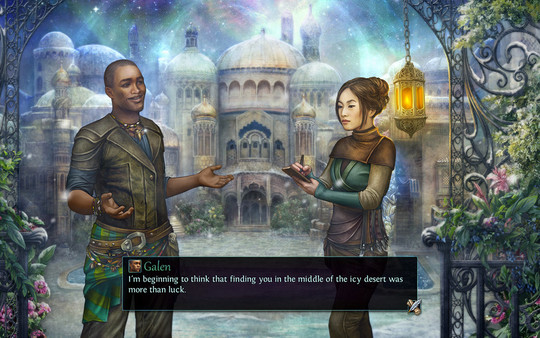 Galen
I'm beginning to think that finding you in the middle of the icy desert was
more than luck.